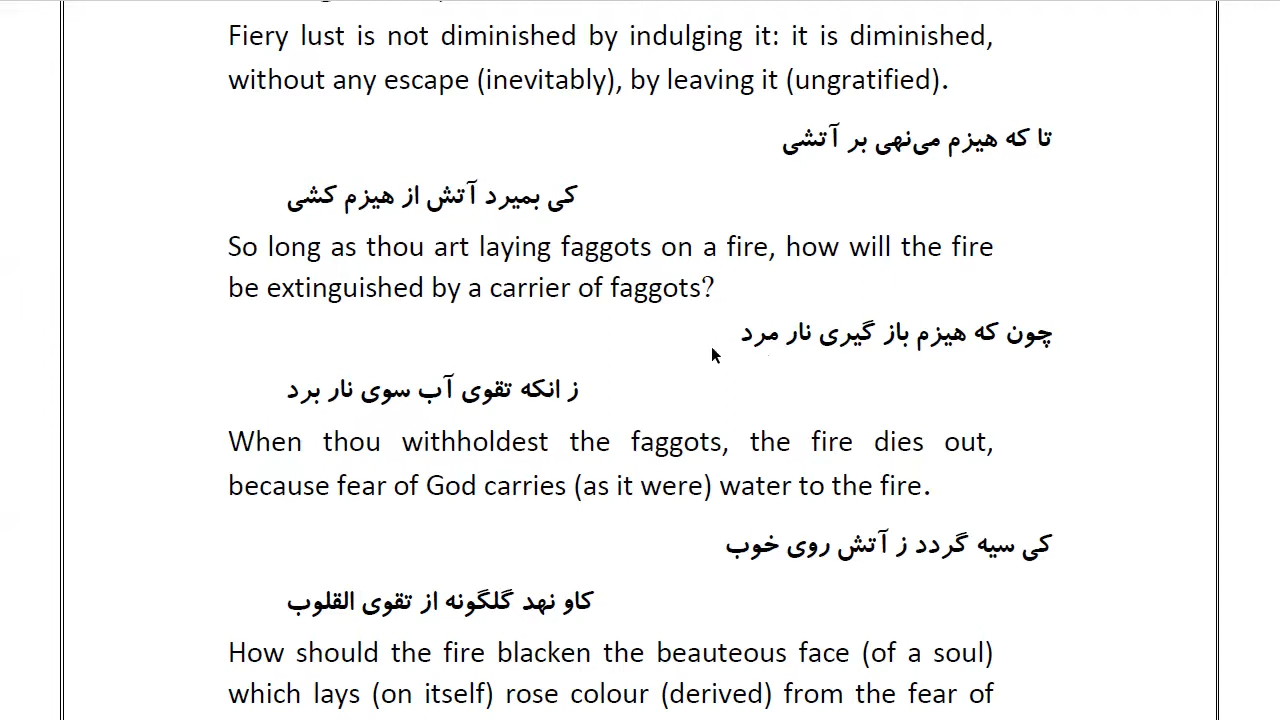 Fiery lust is not diminished by indulging it: it is diminished,
without any escape (inevitably), by leaving it (ungratified).
تا که هیزم می‌نهی بر آتشی
کی بمیرد آتش از هیزم کشی
So long as thou art laying faggots on a fire, how will the fire
be extinguished by a carrier of faggots?
چون که هیزم باز گیری نار مرد
ز انکه تقوی آب سوی نار برد
When thou withholdest the faggots, the fire dies out,
because fear of God carries (as it were) water to the fire.
کی سیه گردد ز آتش روی خوب
کاو نهد گلگونه از تقوی القلوب
How should the fire blacken the beauteous face (of a soul)
which lays (on itself) rose colour (derived) from the fear of